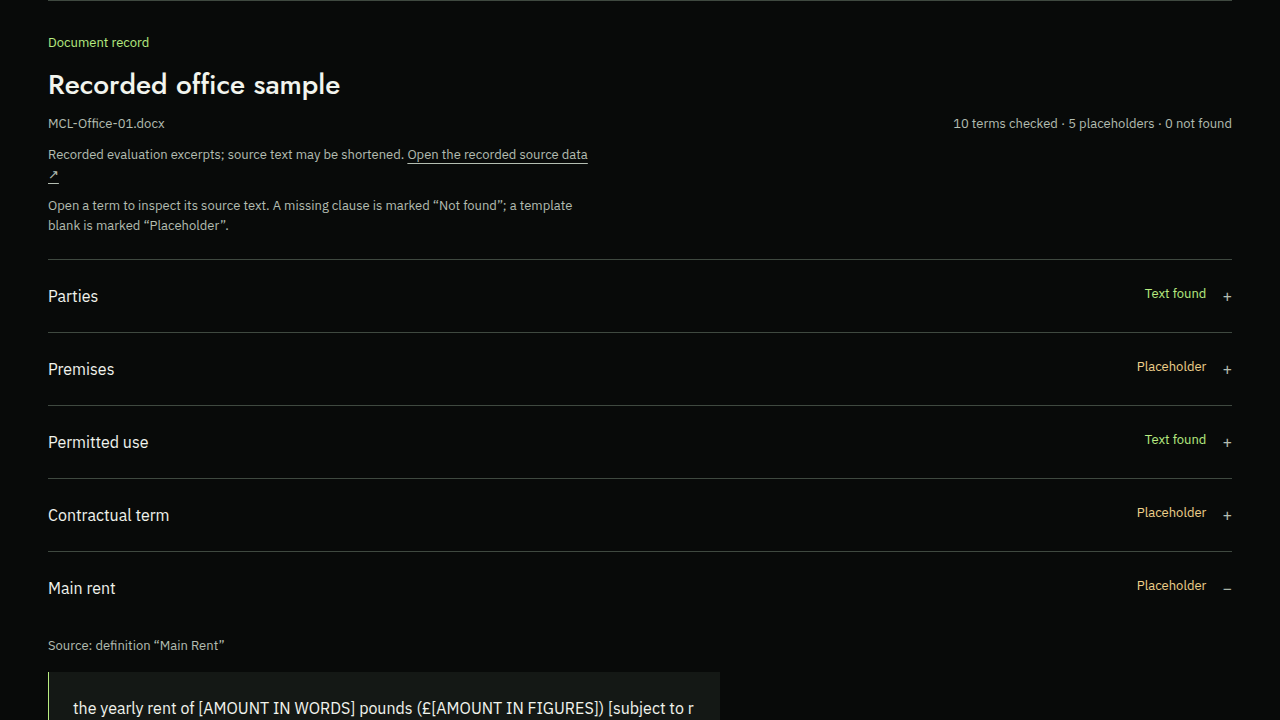 Document record
Recorded office sample
MCL-Office-01.docx
10 terms checked · 5 placeholders · 0 not found
Recorded evaluation excerpts; source text may be shortened. Open the recorded source data
↗
Open a term to inspect its source text. A missing clause is marked “Not found”; a template
blank is marked “Placeholder”.
Parties
Text found +
Premises
Placeholder +
Permitted use
Text found +
Contractual term
Placeholder +
Main rent
Placeholder −
Source: definition “Main Rent”
the yearly rent of [AMOUNT IN WORDS] pounds (£[AMOUNT IN FIGURES]) [subject to r